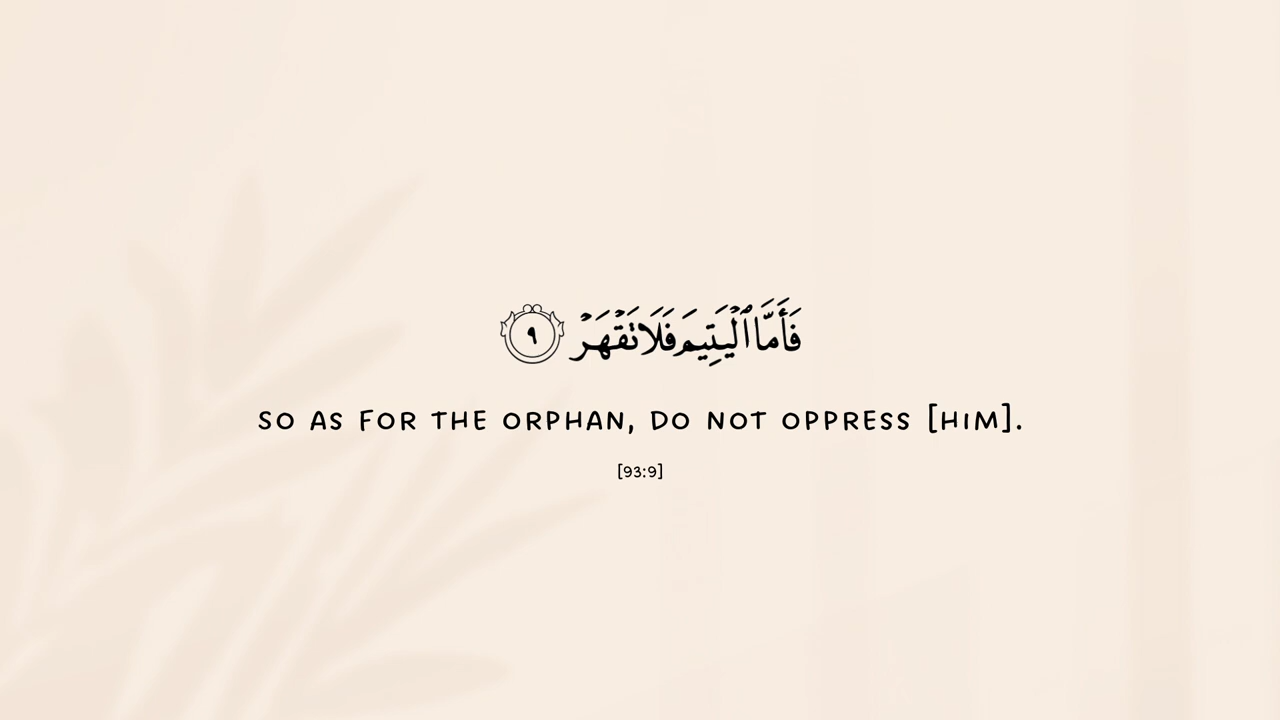 فَأَمَّا ٱلْيَتِيمَ فَلَا تَقْهَرْ ٩
SO AS FOR THE ORPHAN, DO NOT OPPRESS [HIM].
[93:9]